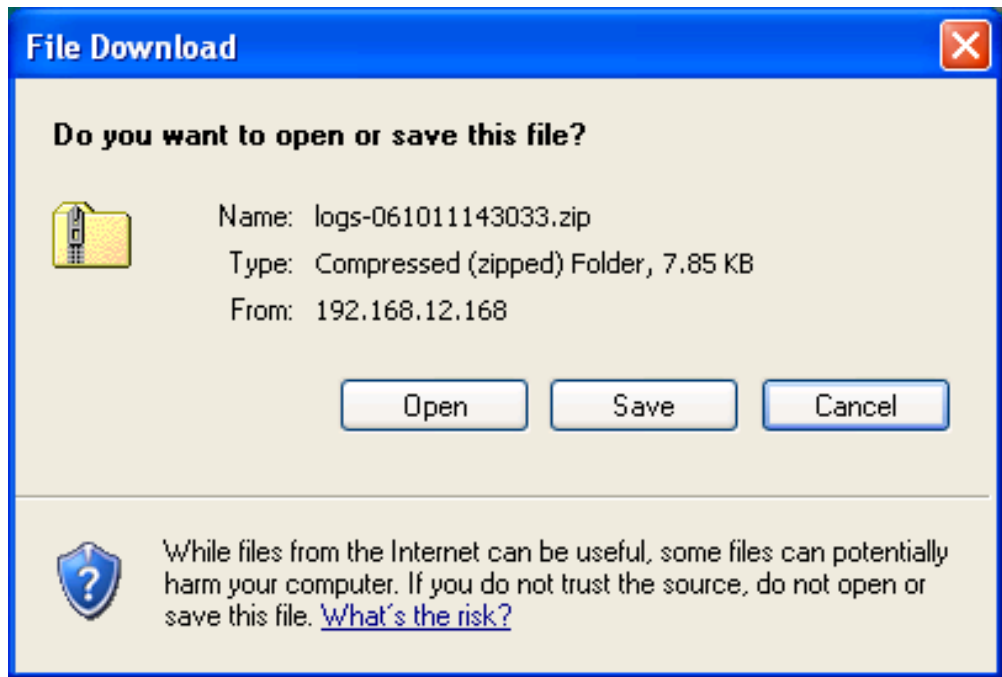 File Download
Do you want to open or save this file?
Name: logs-061011143033.zip
Type: Compressed (zipped) Folder, 7.85 KB
From: 192.168.12.168
Open Save Cancel
While files from the Internet can be useful, some files can potentially
harm your computer. If you do not trust the source, do not open or
save this file. What´s the risk?